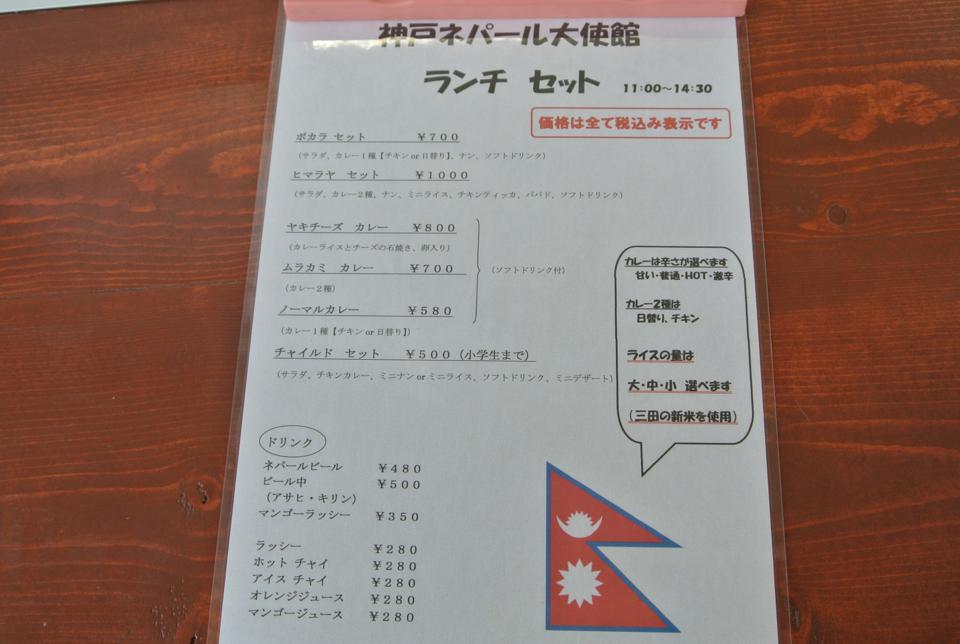 神戸ネパール大使館
ランチ セット 11:00～14:30
価格は全て税込み表示です
ポカラ セット ￥７００
（サラダ、カレー１種【チキン or 日替り】、ナン、ソフトドリンク）
ヒマラヤ セット ￥１０００
（サラダ、カレー２種、ナン、ミニライス、チキンティッカ、パパド、ソフトドリンク）
ヤキチーズ カレー ￥８００
（カレーライスとチーズの石焼き、卵入り）
ムラカミ カレー ￥７００
（カレー２種）
（ソフトドリンク付）
ノーマルカレー ￥５８０
（カレー１種【チキン or 日替り】）
チャイルド セット ￥５００（小学生まで）
（サラダ、チキンカレー、ミニナン or ミニライス、ソフトドリンク、ミニデザート）
カレーは辛さが選べます
甘い・普通・HOT・激辛
カレー2種は
日替り、チキン
ライスの量は
大・中・小 選べます
（三田の新米を使用）
ドリンク
ネパールビール ￥４８０
ビール中 ￥５００
（アサヒ・キリン）
マンゴーラッシー ￥３５０
ラッシー ￥２８０
ホット チャイ ￥２８０
アイス チャイ ￥２８０
オレンジジュース ￥２８０
マンゴージュース ￥２８０